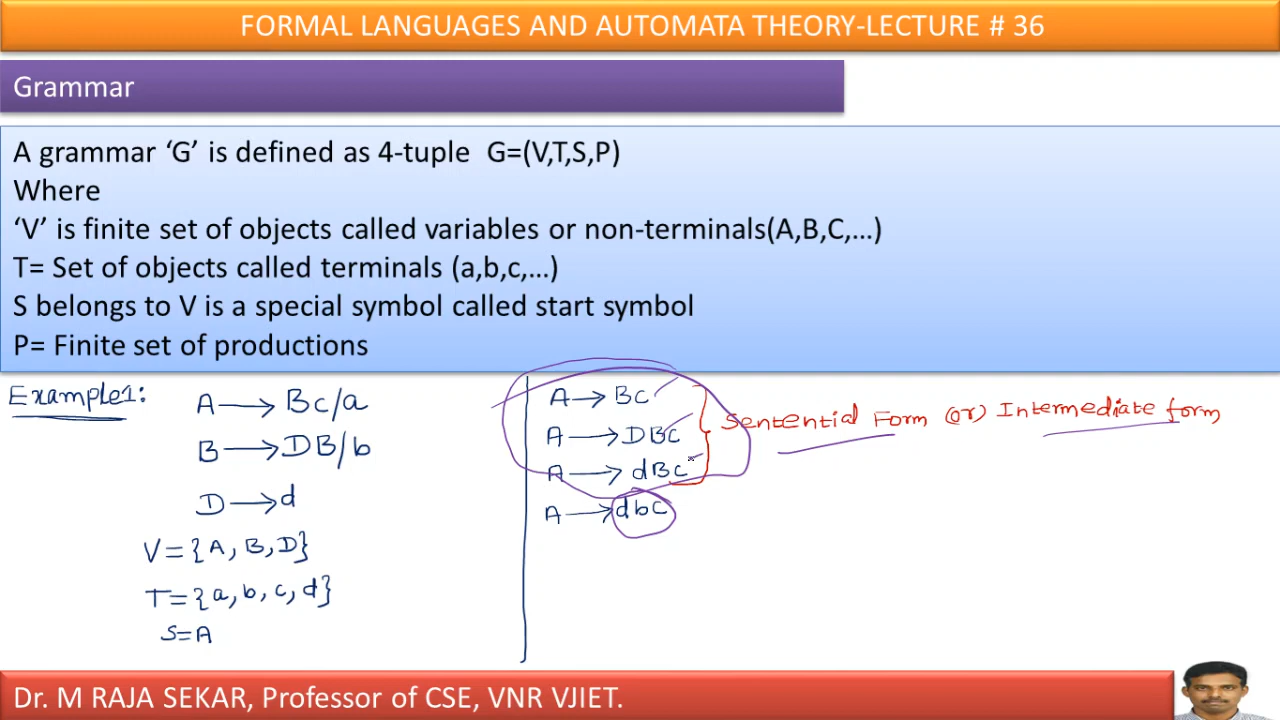 FORMAL LANGUAGES AND AUTOMATA THEORY-LECTURE # 36
Grammar
A grammar ‘G’ is defined as 4-tuple G=(V,T,S,P)
Where
‘V’ is finite set of objects called variables or non-terminals(A,B,C,...)
T= Set of objects called terminals (a,b,c,...)
S belongs to V is a special symbol called start symbol
P= Finite set of productions
Example1:
A → Bc/a
B → DB/b
D → d
V={A, B, D}
T={a, b, c, d}
S=A
A → Bc
A → DBc
A → dBc
A → dbc
Sentential Form (or) Intermediate form
Dr. M RAJA SEKAR, Professor of CSE, VNR VJIET.